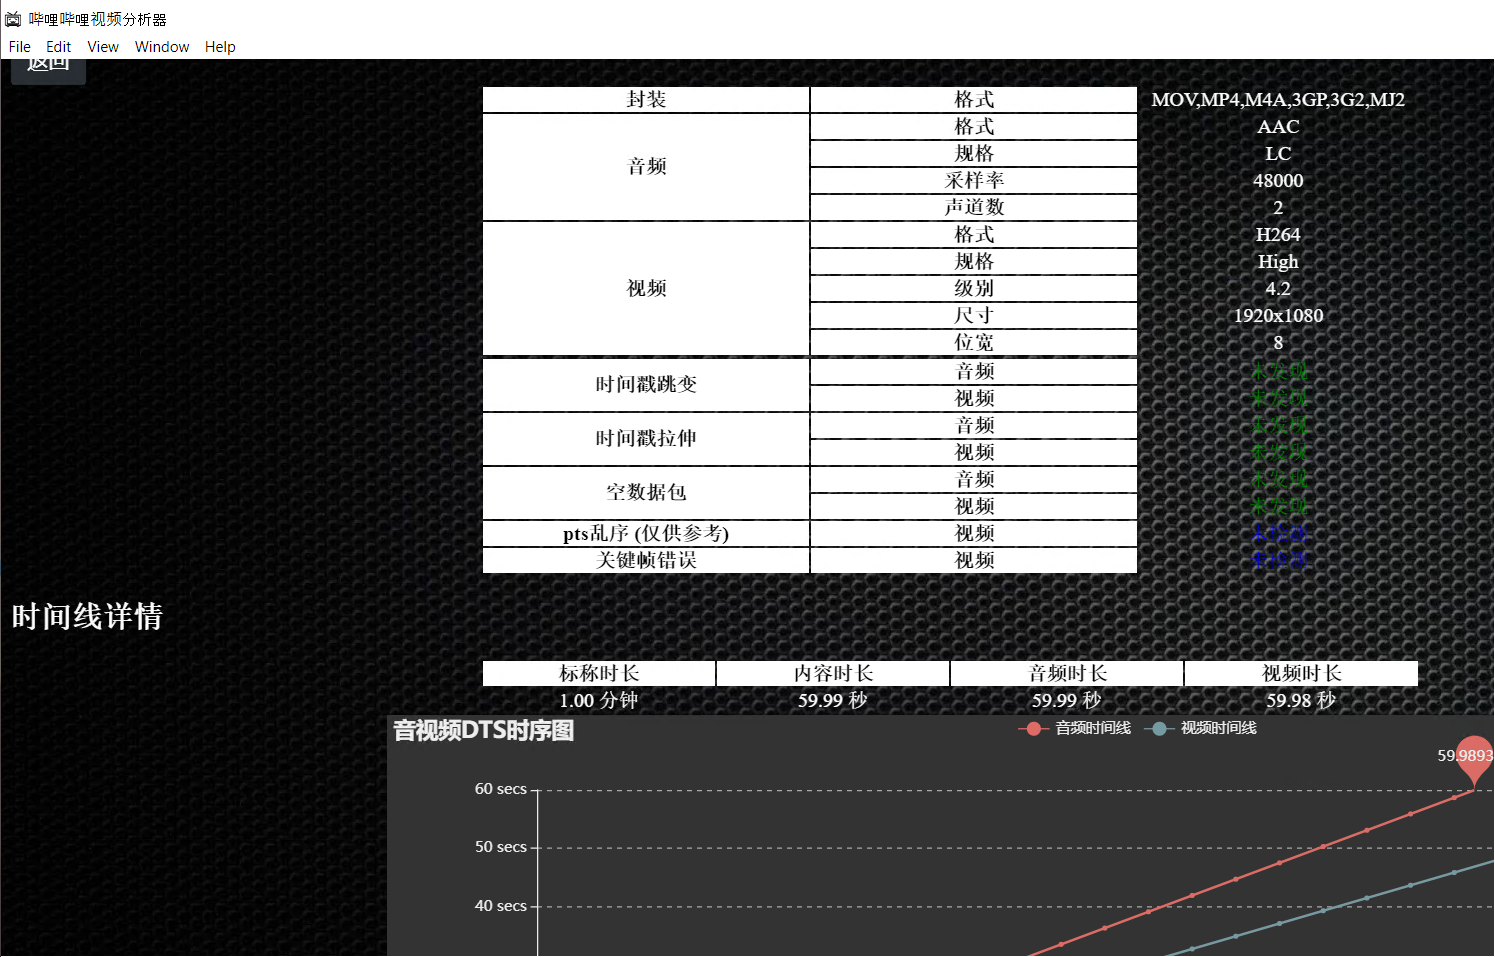 哔哩哔哩视频分析器
File Edit View Window Help
返回
封装 格式 MOV,MP4,M4A,3GP,3G2,MJ2
音频 格式 AAC
规格 LC
采样率 48000
声道数 2
视频 格式 H264
规格 High
级别 4.2
尺寸 1920x1080
位宽 8
时间戳跳变 音频 未发现
视频 未发现
时间戳拉伸 音频 未发现
视频 未发现
空数据包 音频 未发现
视频 未发现
pts乱序 (仅供参考) 视频 未检测
关键帧错误 视频 未检测
时间线详情
标称时长 内容时长 音频时长 视频时长
1.00 分钟 59.99 秒 59.99 秒 59.98 秒
音视频DTS时序图 音频时间线 视频时间线
59.9893
60 secs
50 secs
40 secs